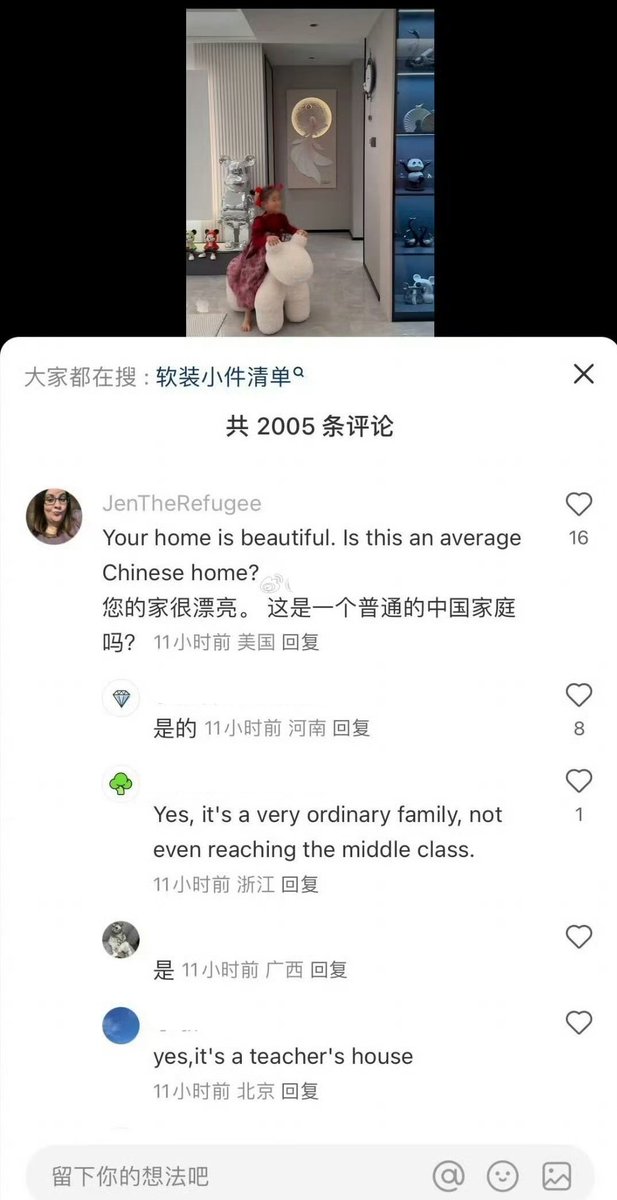 大家都在搜：软装小件清单
共 2005 条评论
JenTheRefugee
Your home is beautiful. Is this an average
Chinese home?
您的家很漂亮。 这是一个普通的中国家庭
吗？ 11小时前 美国 回复
16
是的 11小时前 河南 回复
8
Yes, it's a very ordinary family, not
even reaching the middle class.
11小时前 浙江 回复
1
是 11小时前 广西 回复
yes,it's a teacher's house
11小时前 北京 回复
留下你的想法吧